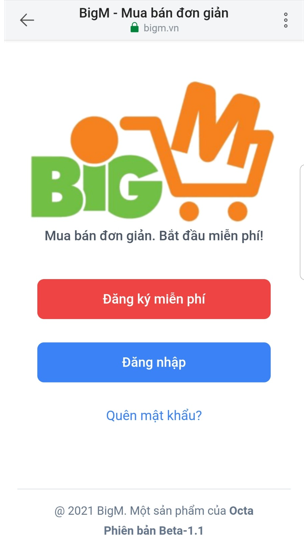 BigM - Mua bán đơn giản
bigm.vn
BiG M
Mua bán đơn giản. Bắt đầu miễn phí!
Đăng ký miễn phí
Đăng nhập
Quên mật khẩu?
@ 2021 BigM. Một sản phẩm của Octa
Phiên bản Beta-1.1